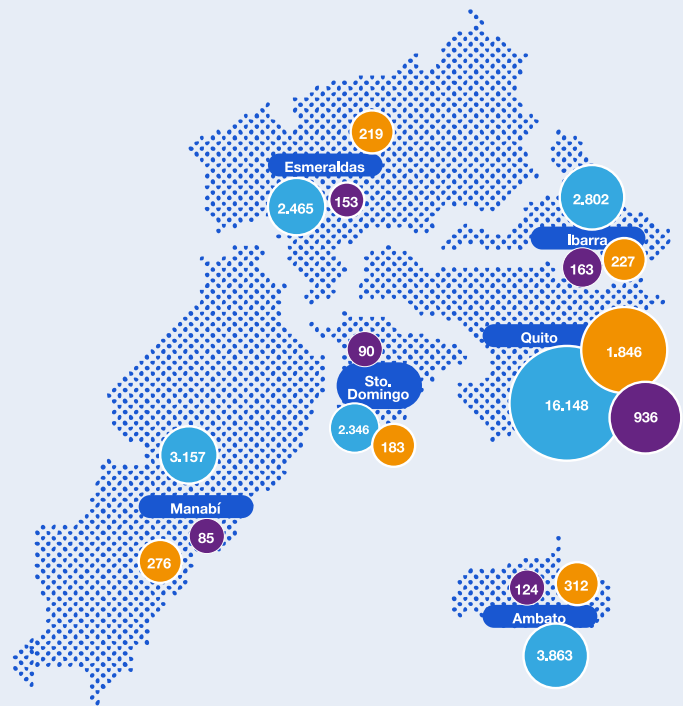 219
Esmeraldas
2.465
153
2.802
Ibarra
163
227
Quito
1.846
16.148
936
90
Sto.
Domingo
2.346
183
3.157
Manabí
85
276
124
312
Ambato
3.863